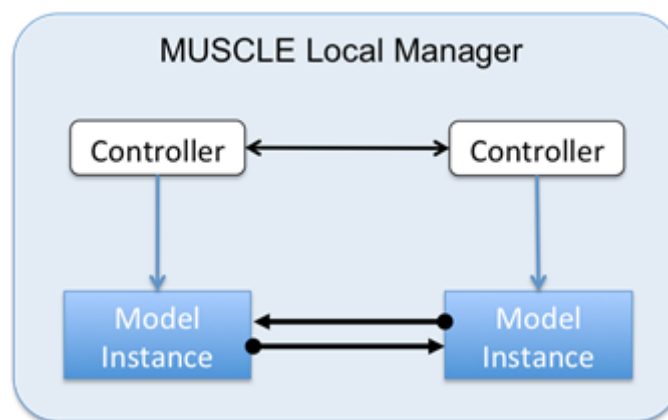 MUSCLE Local Manager
Controller
Controller
Model
Instance
Model
Instance